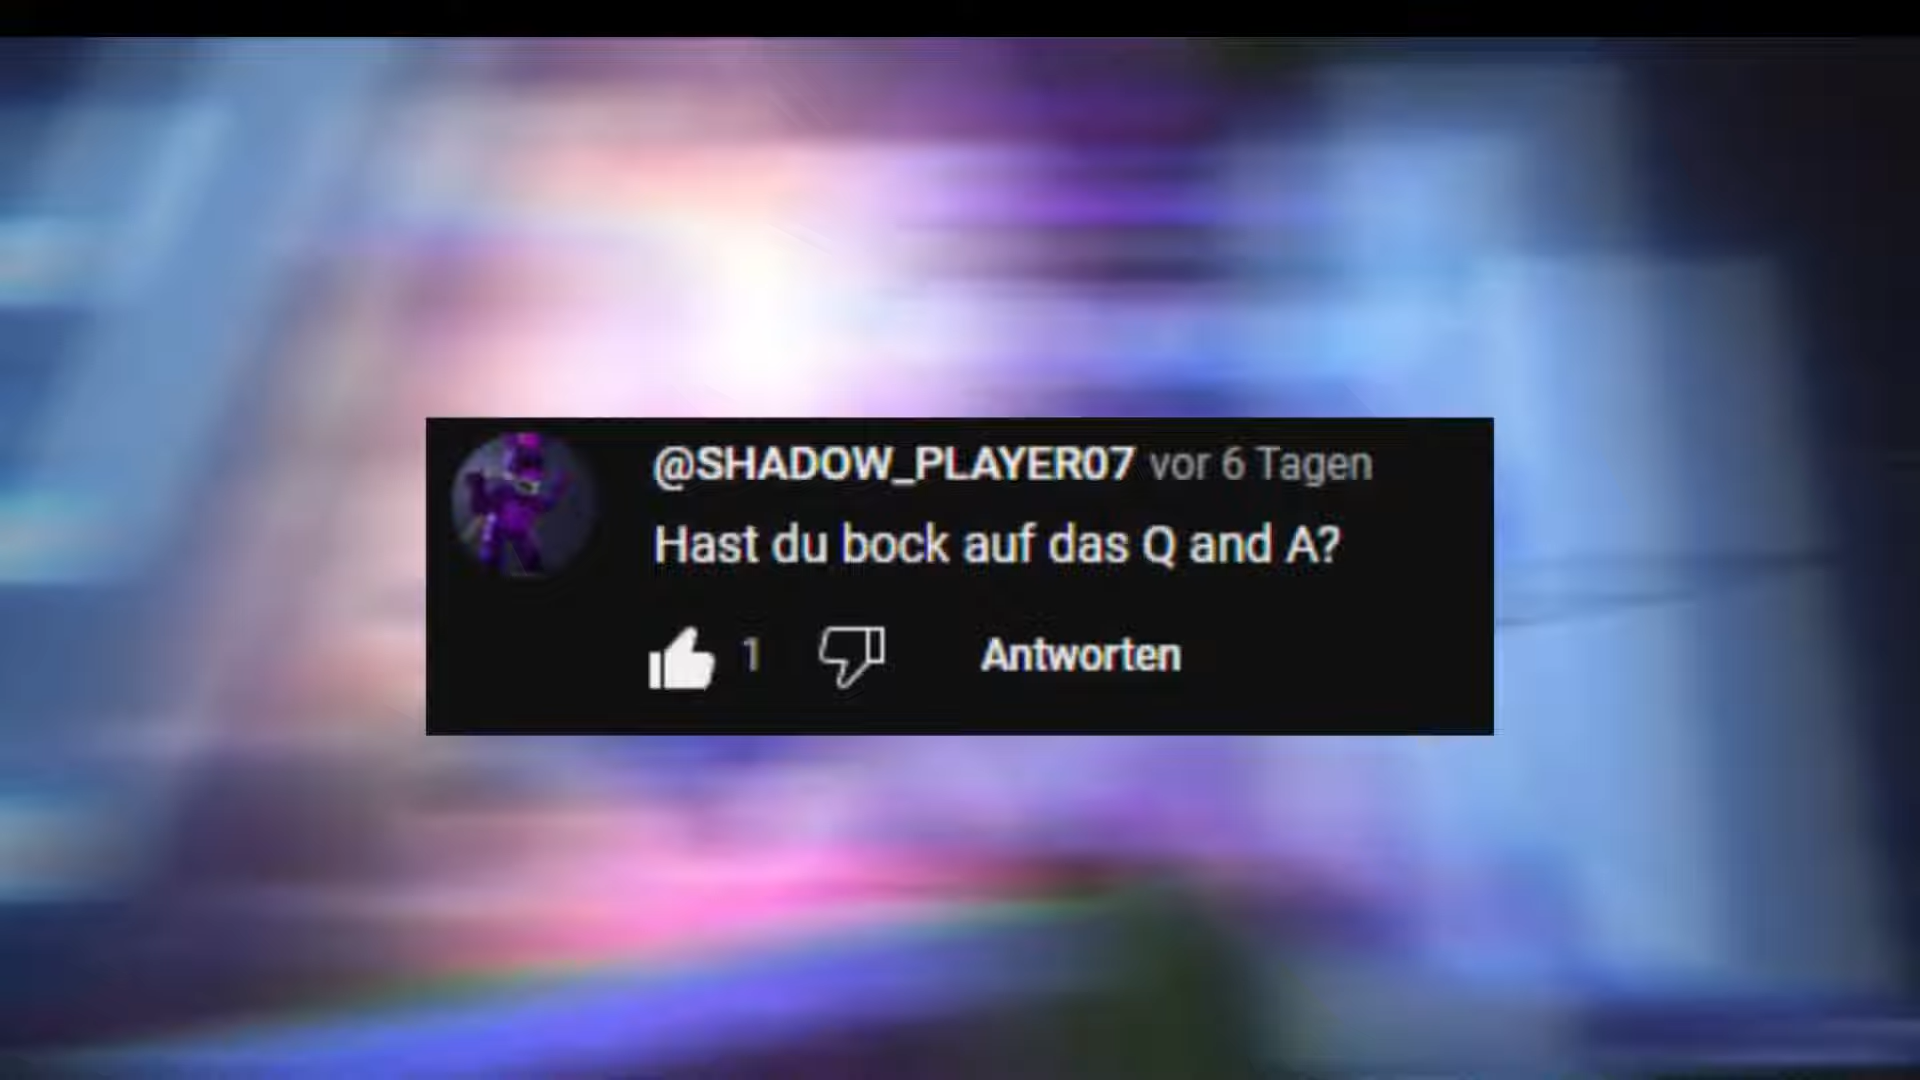 @SHADOW_PLAYER07 vor 6 Tagen
Hast du bock auf das Q and A?
1 Antworten